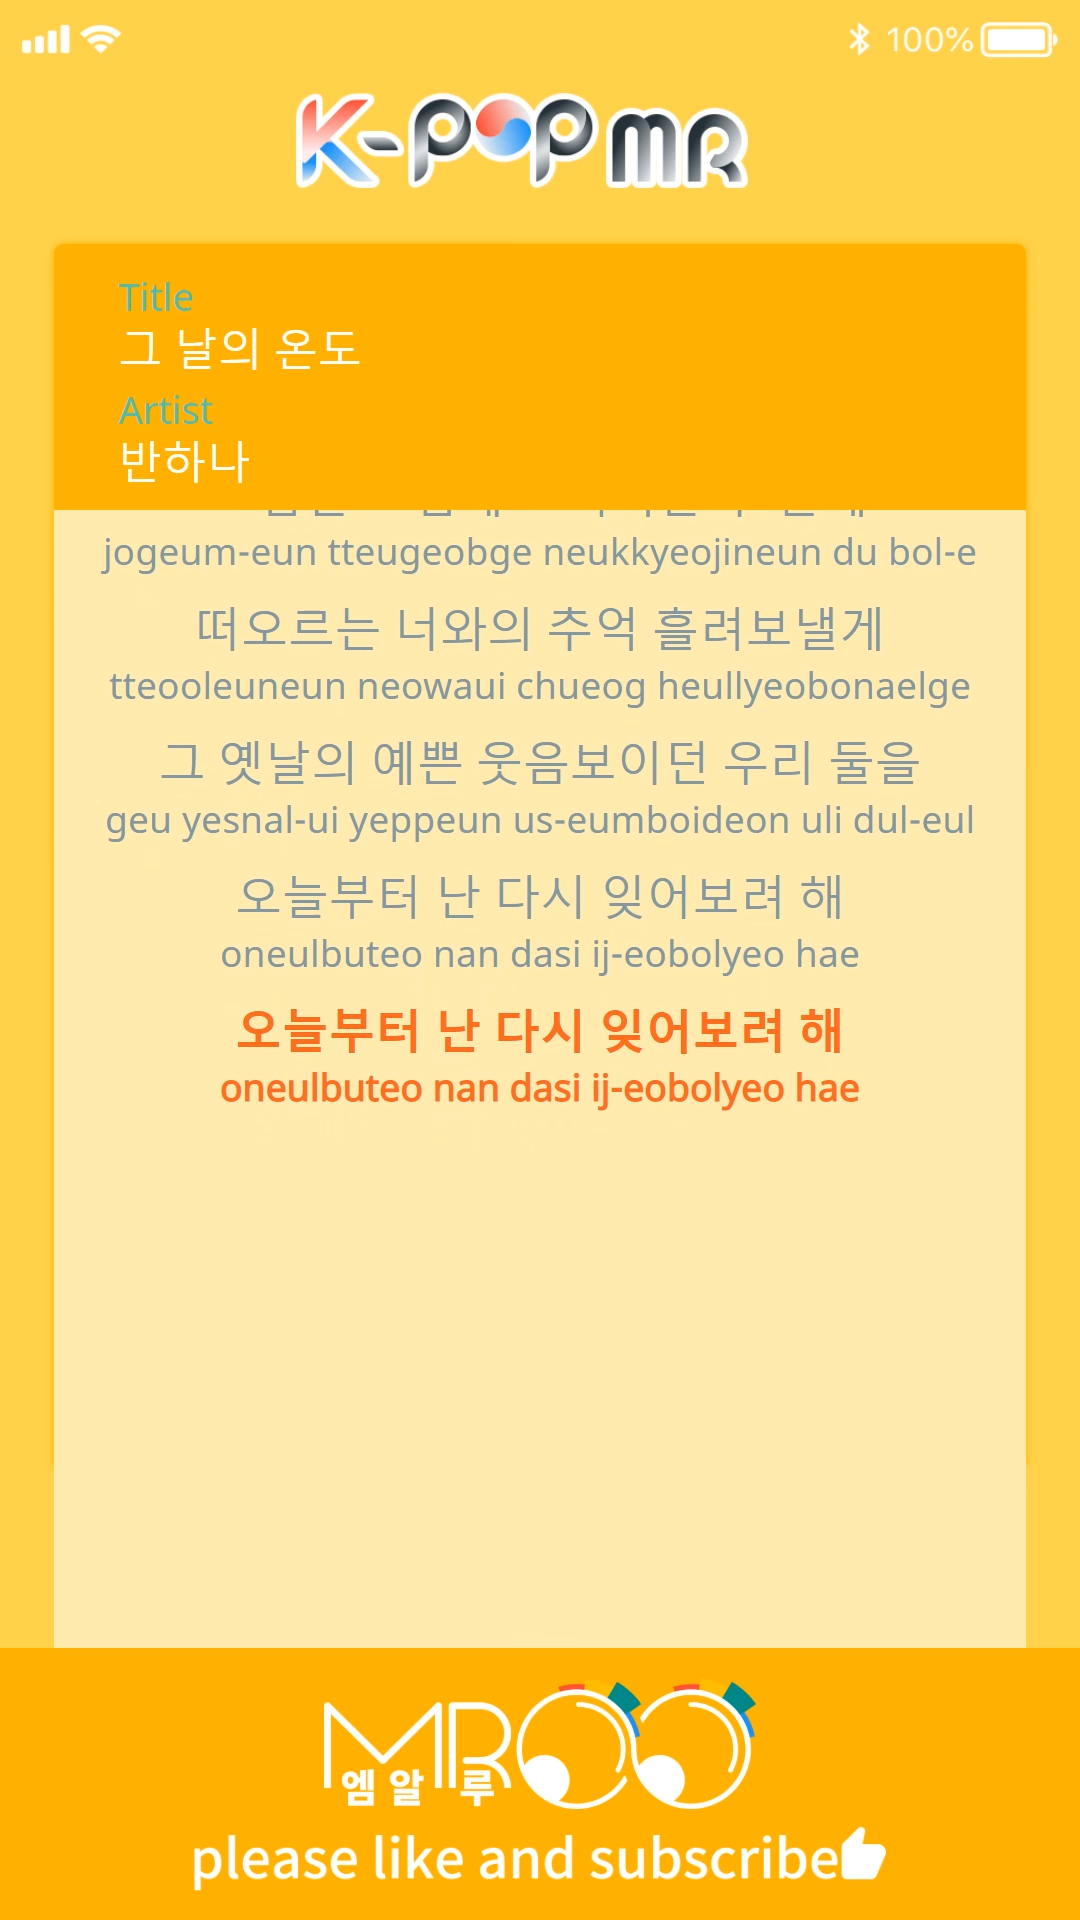 100%
K-POP MR
Title
그 날의 온도
Artist
반하나
jogeum-eun tteugeobge neukkyeojineun du bol-e
떠오르는 너와의 추억 흘려보낼게
tteooleuneun neowaui chueog heullyeobonaelge
그 옛날의 예쁜 웃음보이던 우리 둘을
geu yesnal-ui yeppeun us-eumboideon uli dul-eul
오늘부터 난 다시 잊어보려 해
oneulbuteo nan dasi ij-eobolyeo hae
오늘부터 난 다시 잊어보려 해
oneulbuteo nan dasi ij-eobolyeo hae
MROO
엠 알 루
please like and subscribe